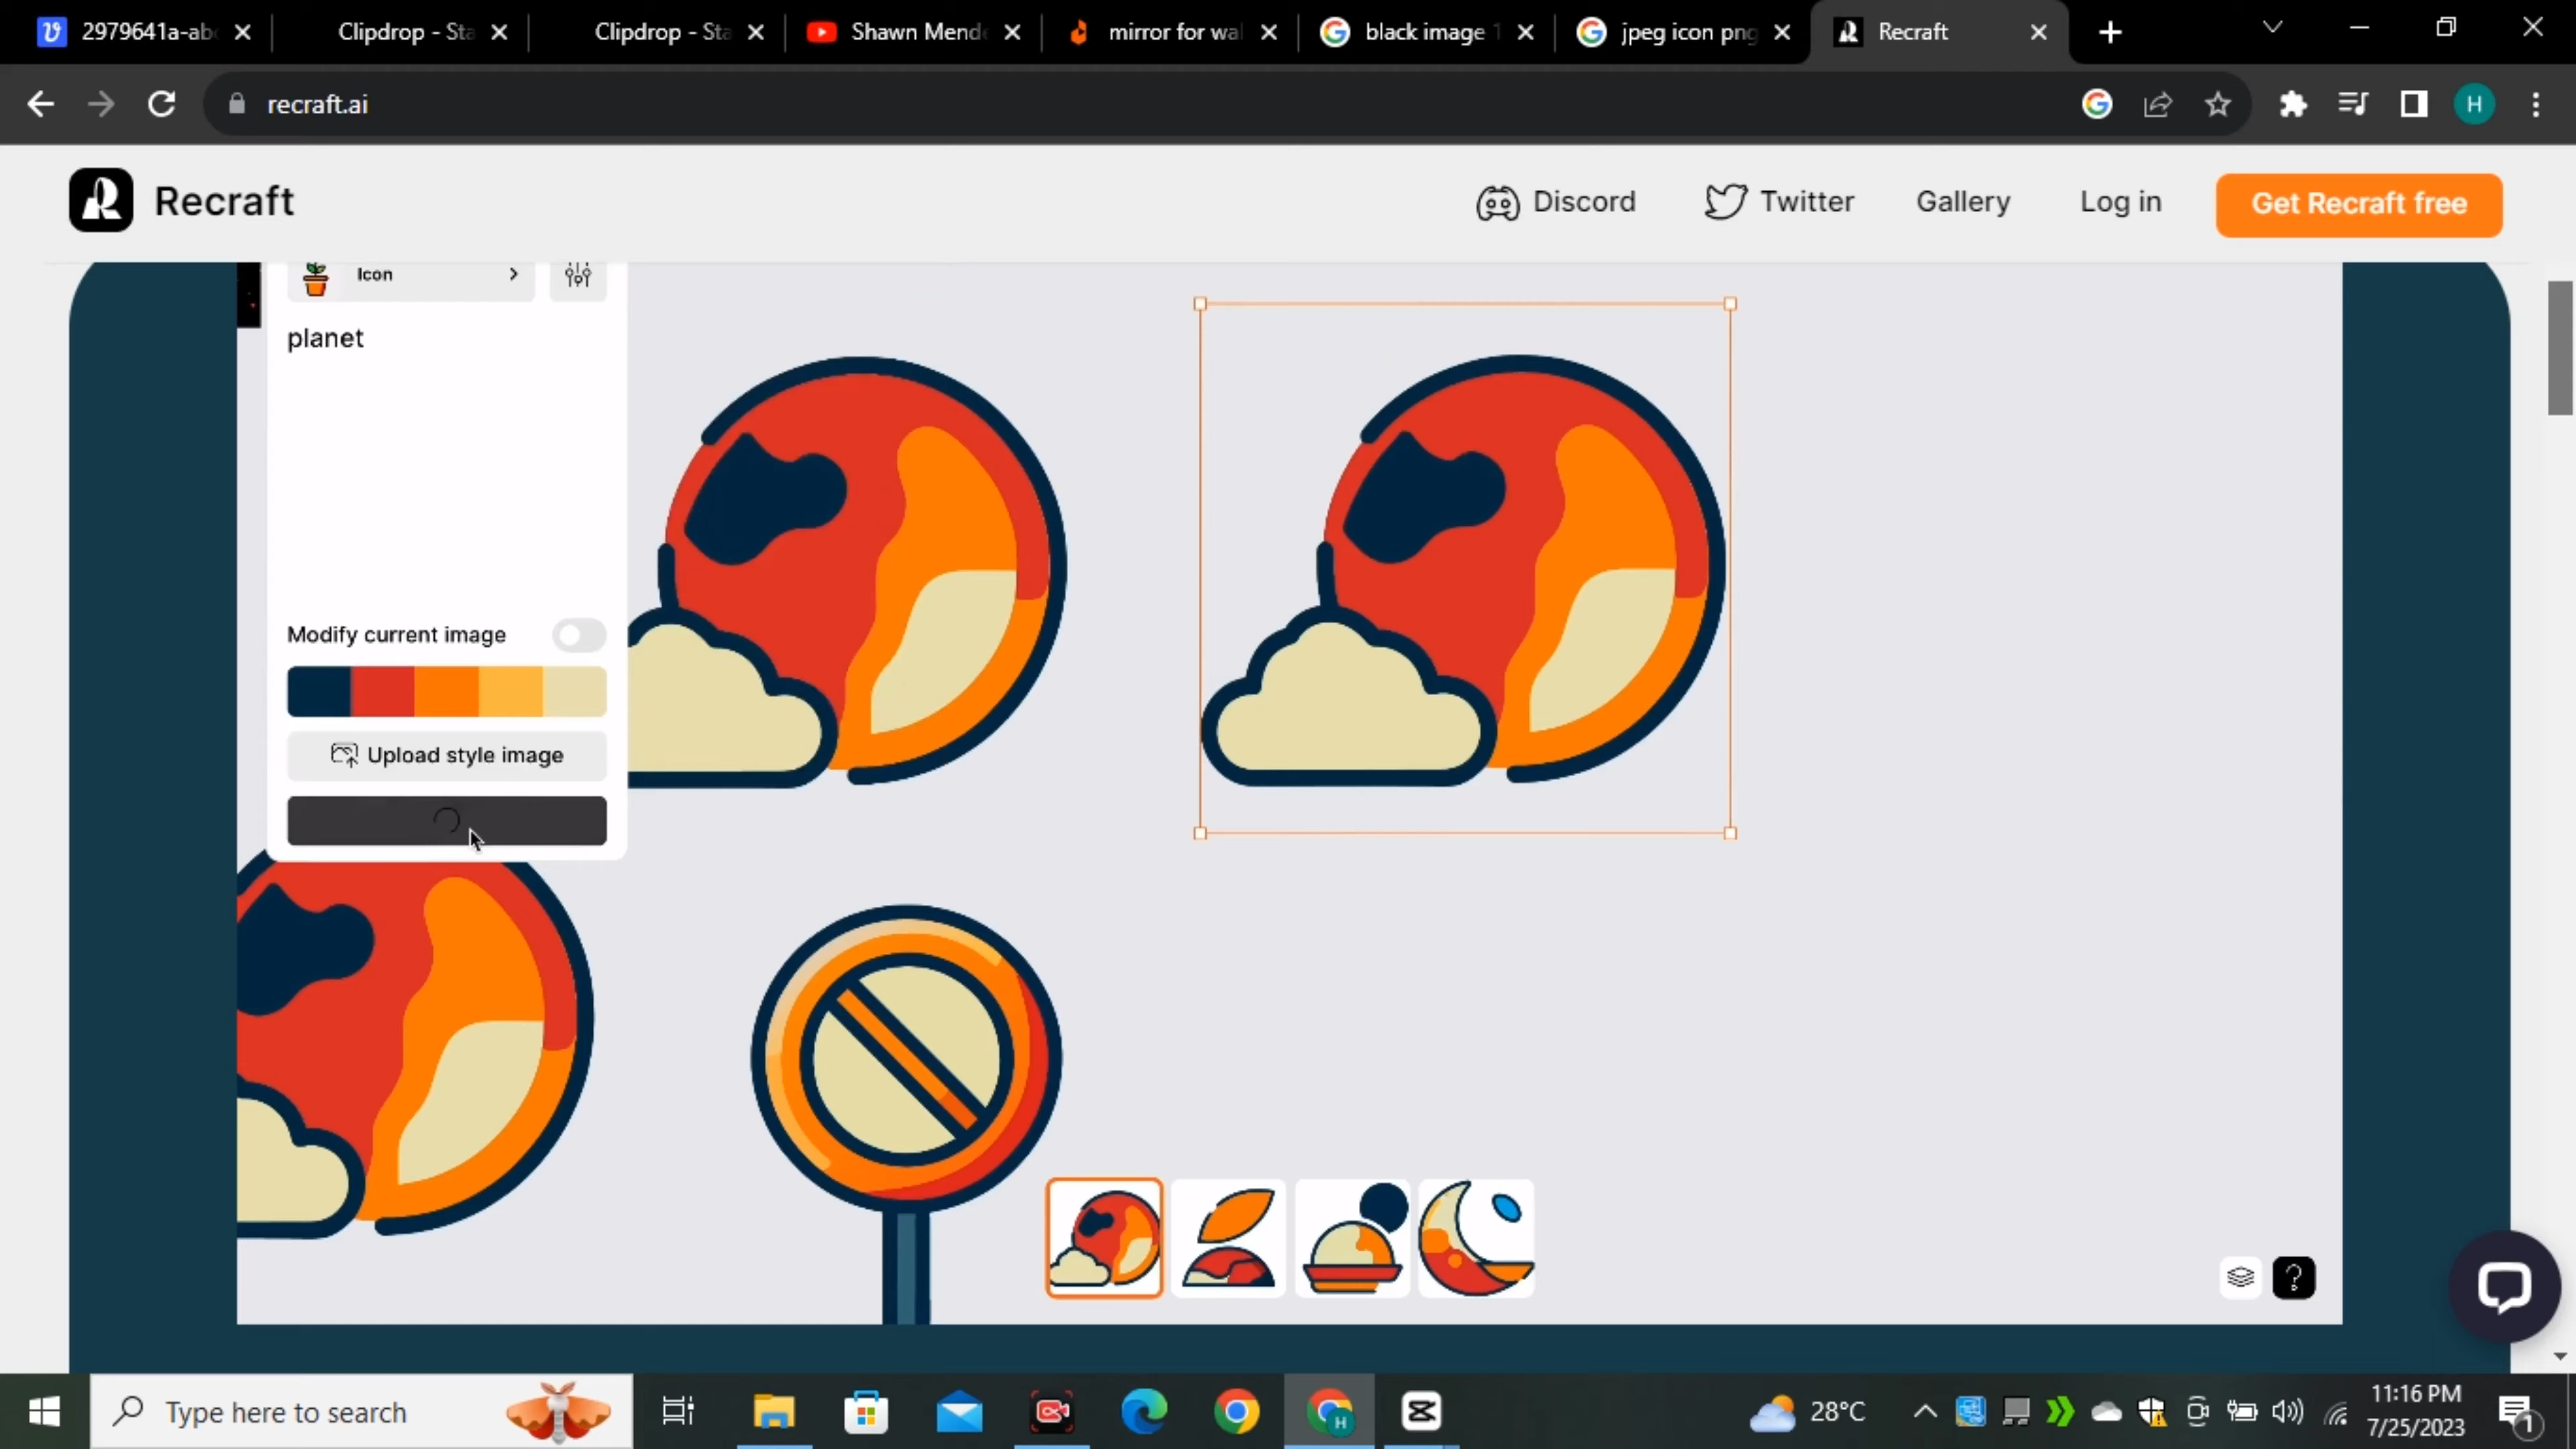 2979641a-ab
Clipdrop - Sta
Clipdrop - Sta
Shawn Mend
mirror for wa
black image 1
jpeg icon png
Recraft
recraft.ai
H
Recraft
Discord
Twitter
Gallery
Log in
Get Recraft free
Icon
planet
Modify current image
Upload style image
?
Type here to search
H
28°C
11:16 PM
7/25/2023
1